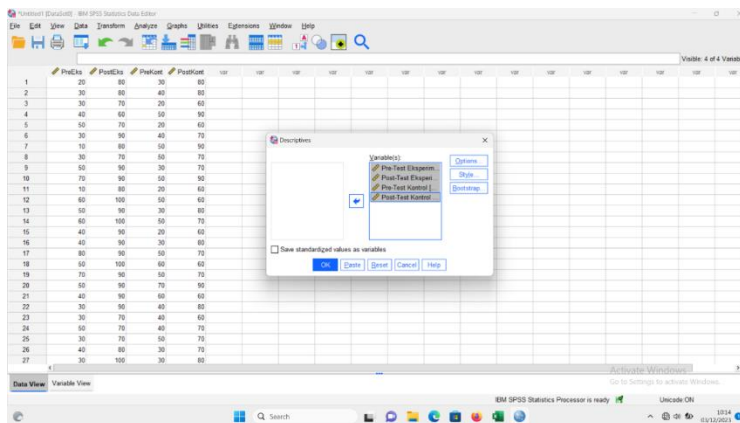 *Untitled1 [DataSet0] - IBM SPSS Statistics Data Editor
File Edit View Data Transform Analyze Graphs Utilities Extensions Window Help
Visible: 4 of 4 Variab
PreEks PostEks PreKont PostKont var var var var var var var var var var var var
1 20 80 30 80
2 30 80 40 80
3 30 70 20 60
4 40 60 50 90
5 50 70 20 60
6 30 90 40 70
7 10 80 50 90
8 30 70 50 70
9 50 90 30 70
10 70 90 50 90
11 10 80 20 60
12 60 100 50 60
13 50 90 30 80
14 60 100 50 70
15 40 90 20 60
16 40 90 30 80
17 80 90 50 70
18 50 100 60 60
19 70 90 50 70
20 50 90 70 90
21 40 90 60 60
22 30 90 40 80
23 30 70 40 60
24 50 70 40 70
25 30 70 50 70
26 40 80 30 70
27 30 100 30 80
Descriptives
Variable(s):
Pre-Test Eksperim...
Post-Test Eksperi...
Pre-Test Kontrol [...
Post-Test Kontrol ...
Options...
Style...
Bootstrap...
Save standardized values as variables
OK Paste Reset Cancel Help
Activate Windows
Go to Settings to activate Windows.
Data View Variable View
IBM SPSS Statistics Processor is ready Unicode:ON
Search
10:14
03/12/2023